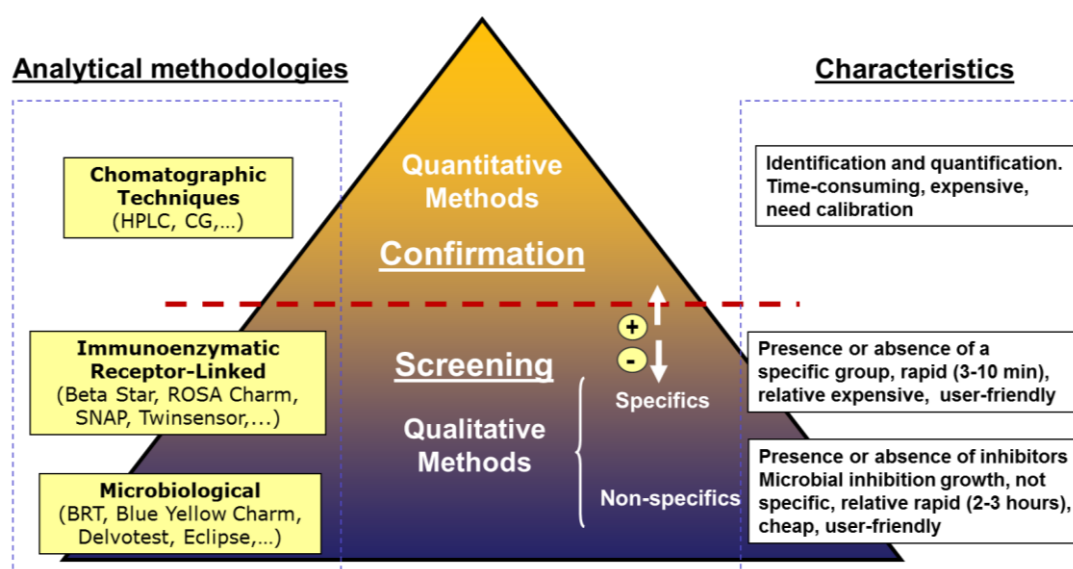 Analytical methodologies
Characteristics
Chomatographic
Techniques
(HPLC, CG,...)
Quantitative
Methods
Confirmation
Identification and quantification.
Time-consuming, expensive,
need calibration
+
-
Immunoenzymatic
Receptor-Linked
(Beta Star, ROSA Charm,
SNAP, Twinsensor,...)
Screening
Specifics
Qualitative
Methods
Non-specifics
Presence or absence of a
specific group, rapid (3-10 min),
relative expensive, user-friendly
Microbiological
(BRT, Blue Yellow Charm,
Delvotest, Eclipse,...)
Presence or absence of inhibitors
Microbial inhibition growth, not
specific, relative rapid (2-3 hours),
cheap, user-friendly